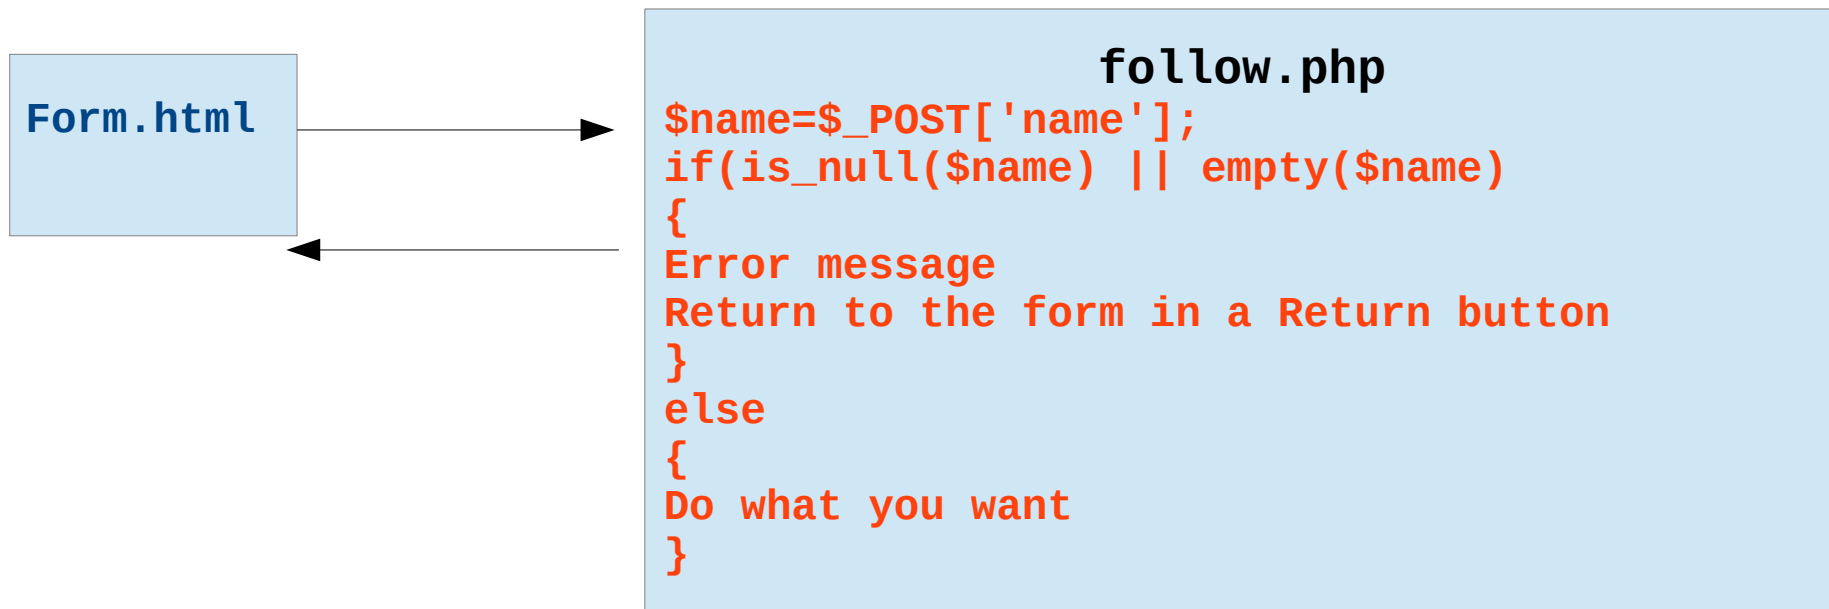 Form.html
follow.php
$name=$_POST['name'];
if(is_null($name) || empty($name)
{
Error message
Return to the form in a Return button
}
else
{
Do what you want
}